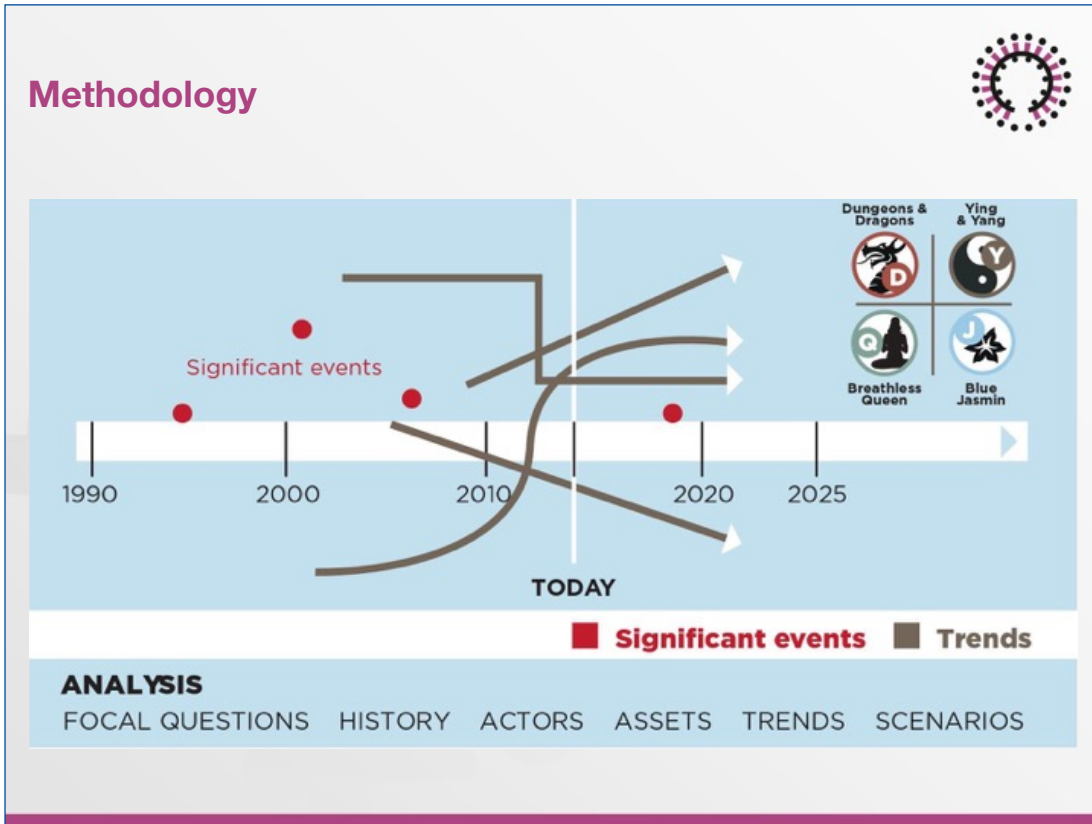 Methodology
Dungeons &
Dragons
Ying
& Yang
D
Y
Q
J
Breathless
Queen
Blue
Jasmin
Significant events
1990
2000
2010
2020
2025
TODAY
Significant events
Trends
ANALYSIS
FOCAL QUESTIONS HISTORY ACTORS ASSETS TRENDS SCENARIOS